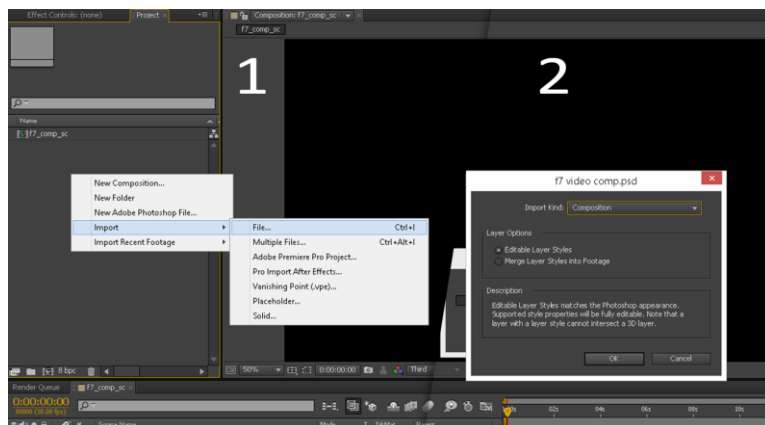 Effect Controls: (none)
Project ×
Composition: f7_comp_sc
f7_comp_sc
1
2
Name
f7_comp_sc
New Composition...
New Folder
New Adobe Photoshop File...
Import
Import Recent Footage
File... Ctrl+I
Multiple Files... Ctrl+Alt+I
Adobe Premiere Pro Project...
Pro Import After Effects...
Vanishing Point (.vpe)...
Placeholder...
Solid...
f7 video comp.psd
Import Kind: Composition
Layer Options
Editable Layer Styles
Merge Layer Styles into Footage
Description
Editable Layer Styles matches the Photoshop appearance.
Supported style properties will be fully editable. Note that a
layer with a layer style cannot intersect a 3D layer.
OK Cancel
8 bpc
50% 0:00:00:00 Third
Render Queue f7_comp_sc ×
0:00:00:00
02s 04s 06s 08s 10s